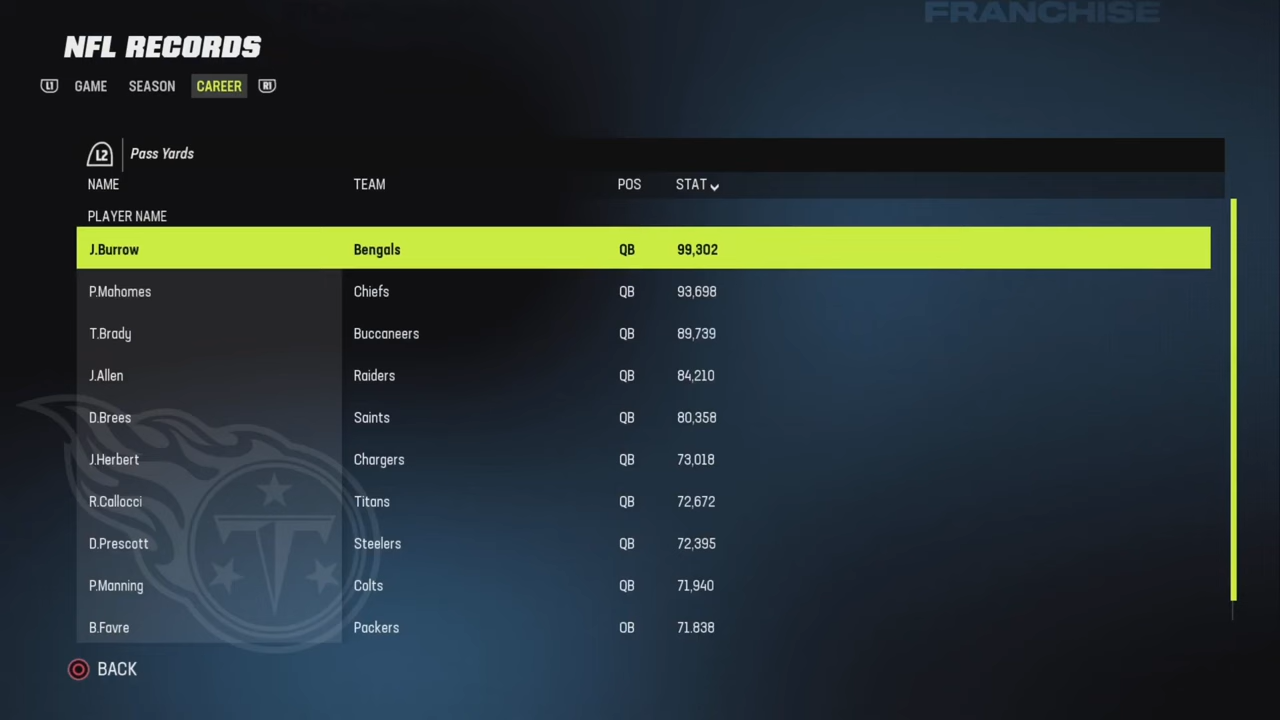 FRANCHISE
NFL RECORDS
L1 GAME SEASON CAREER R1
L2 Pass Yards
NAME TEAM POS STAT
PLAYER NAME
J.Burrow Bengals QB 99,302
P.Mahomes Chiefs QB 93,698
T.Brady Buccaneers QB 89,739
J.Allen Raiders QB 84,210
D.Brees Saints QB 80,358
J.Herbert Chargers QB 73,018
R.Callocci Titans QB 72,672
D.Prescott Steelers QB 72,395
P.Manning Colts QB 71,940
B.Favre Packers QB 71,838
BACK